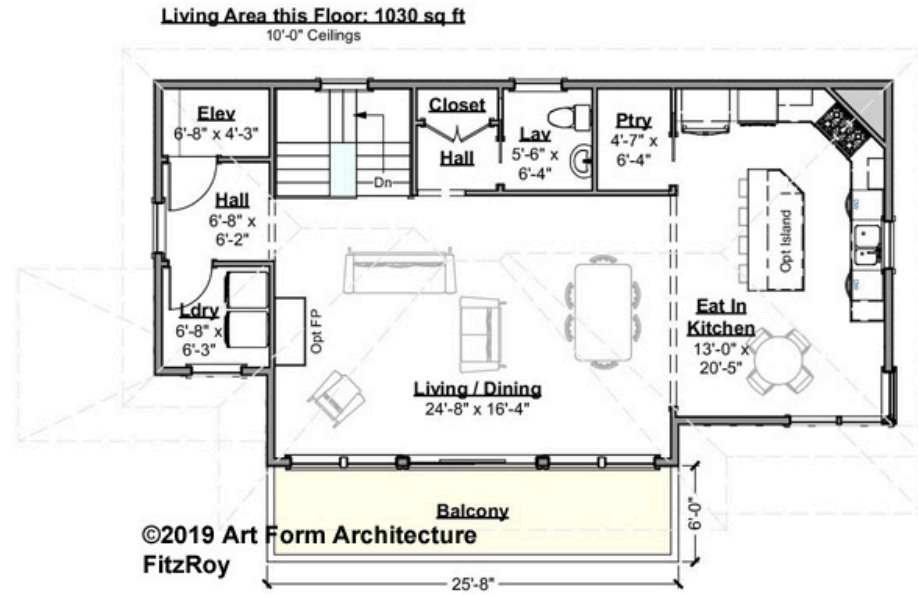 Living Area this Floor: 1030 sq ft
10'-0" Ceilings
Elev
6'-8" x 4'-3"
Closet
Hall
Lav
5'-6" x
6'-4"
Ptry
4'-7" x
6'-4"
Dn
Hall
6'-8" x
6'-2"
Ldry
6'-8" x
6'-3"
Opt FP
Opt Island
Eat In
Kitchen
13'-0" x
20'-5"
Living / Dining
24'-8" x 16'-4"
Balcony
6'-0"
©2019 Art Form Architecture
FitzRoy
25'-8"